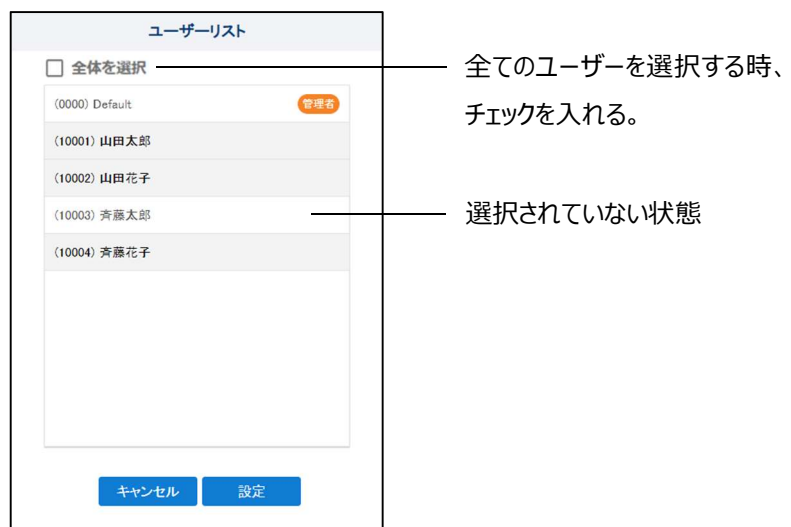 ユーザーリスト
全体を選択
全てのユーザーを選択する時、
チェックを入れる。
(0000) Default 管理者
(10001) 山田太郎
(10002) 山田花子
(10003) 斉藤太郎
選択されていない状態
(10004) 斉藤花子
キャンセル 設定